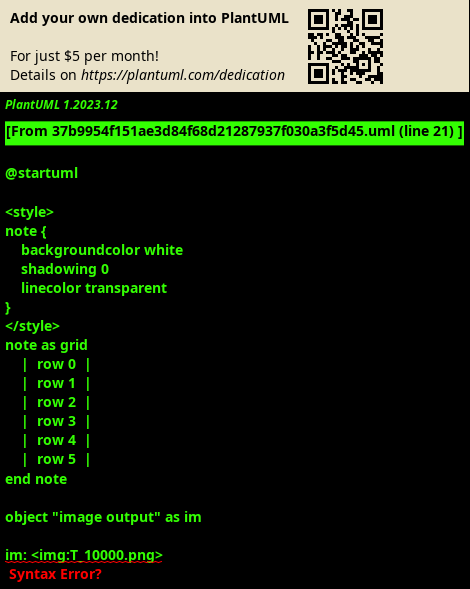 Add your own dedication into PlantUML
For just $5 per month!
Details on https://plantuml.com/dedication
PlantUML 1.2023.12
[From 37b9954f151ae3d84f68d21287937f030a3f5d45.uml (line 21) ]
@startuml
<style>
note {
backgroundcolor white
shadowing 0
linecolor transparent
}
</style>
note as grid
| row 0 |
| row 1 |
| row 2 |
| row 3 |
| row 4 |
| row 5 |
end note
object "image output" as im
im: <img:T_10000.png>
Syntax Error?